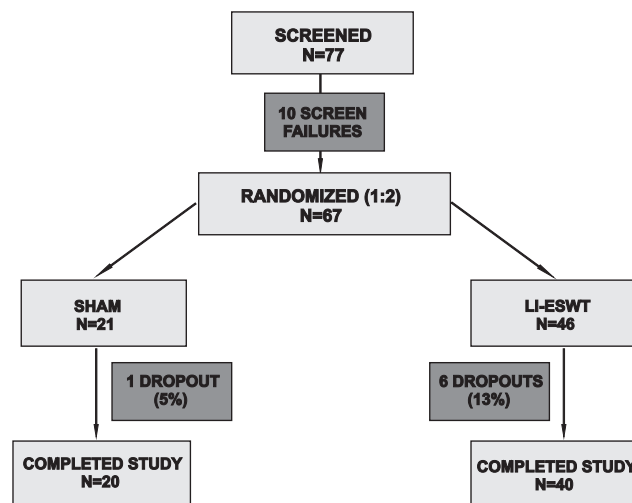 SCREENED
N=77
10 SCREEN
FAILURES
RANDOMIZED (1:2)
N=67
SHAM
N=21
LI-ESWT
N=46
1 DROPOUT
(5%)
6 DROPOUTS
(13%)
COMPLETED STUDY
N=20
COMPLETED STUDY
N=40